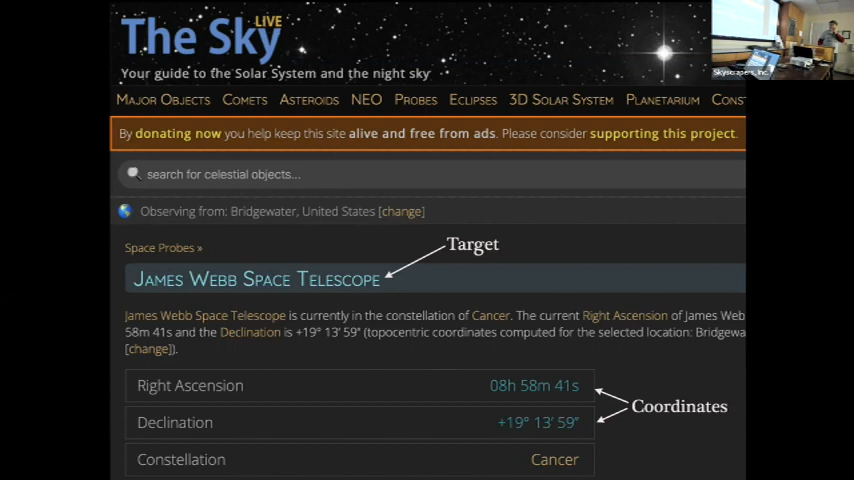 The Sky LIVE
Your guide to the Solar System and the night sky
Skyscrapers, Inc.
MAJOR OBJECTS COMETS ASTEROIDS NEO PROBES ECLIPSES 3D SOLAR SYSTEM PLANETARIUM CONST
By donating now you help keep this site alive and free from ads. Please consider supporting this project.
search for celestial objects...
Observing from: Bridgewater, United States [change]
Space Probes »
Target
JAMES WEBB SPACE TELESCOPE
James Webb Space Telescope is currently in the constellation of Cancer. The current Right Ascension of James Web
58m 41s and the Declination is +19° 13' 59" (topocentric coordinates computed for the selected location: Bridgewa
[change]).
Right Ascension 08h 58m 41s
Coordinates
Declination +19° 13' 59"
Constellation Cancer